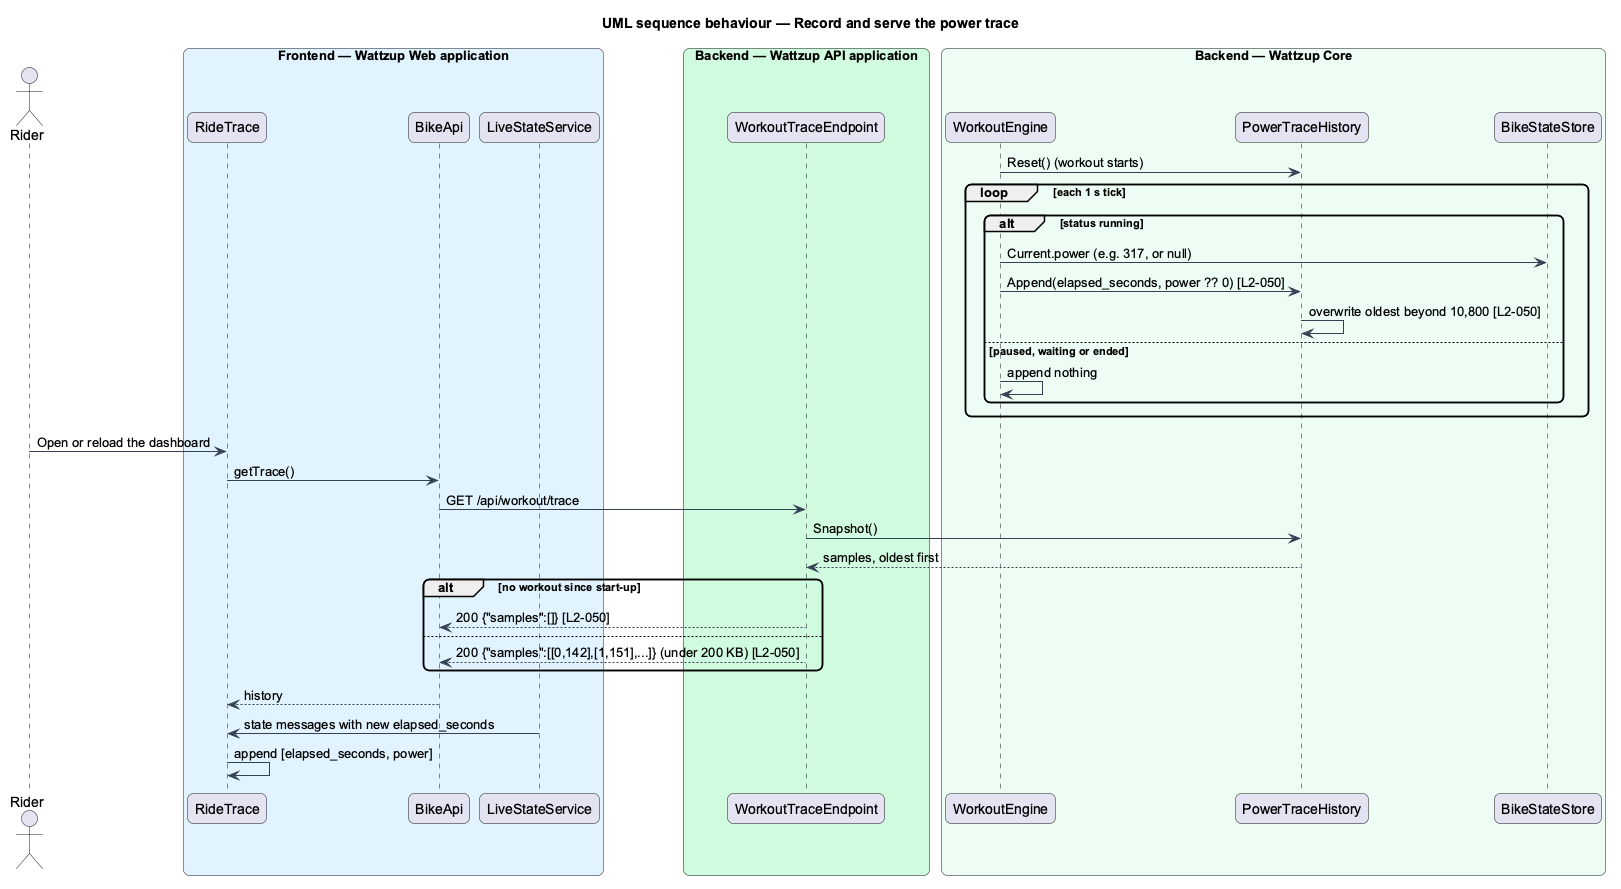 UML sequence behaviour — Record and serve the power trace
Frontend — Wattzup Web application
Backend — Wattzup API application
Backend — Wattzup Core
Rider
RideTrace
BikeApi
LiveStateService
WorkoutTraceEndpoint
WorkoutEngine
PowerTraceHistory
BikeStateStore
Reset() (workout starts)
loop
[each 1 s tick]
alt
[status running]
Current.power (e.g. 317, or null)
Append(elapsed_seconds, power ?? 0) [L2-050]
overwrite oldest beyond 10,800 [L2-050]
[paused, waiting or ended]
append nothing
Open or reload the dashboard
getTrace()
GET /api/workout/trace
Snapshot()
samples, oldest first
alt
[no workout since start-up]
200 {"samples":[]} [L2-050]
200 {"samples":[[0,142],[1,151],...]} (under 200 KB) [L2-050]
history
state messages with new elapsed_seconds
append [elapsed_seconds, power]
Rider
RideTrace
BikeApi
LiveStateService
WorkoutTraceEndpoint
WorkoutEngine
PowerTraceHistory
BikeStateStore